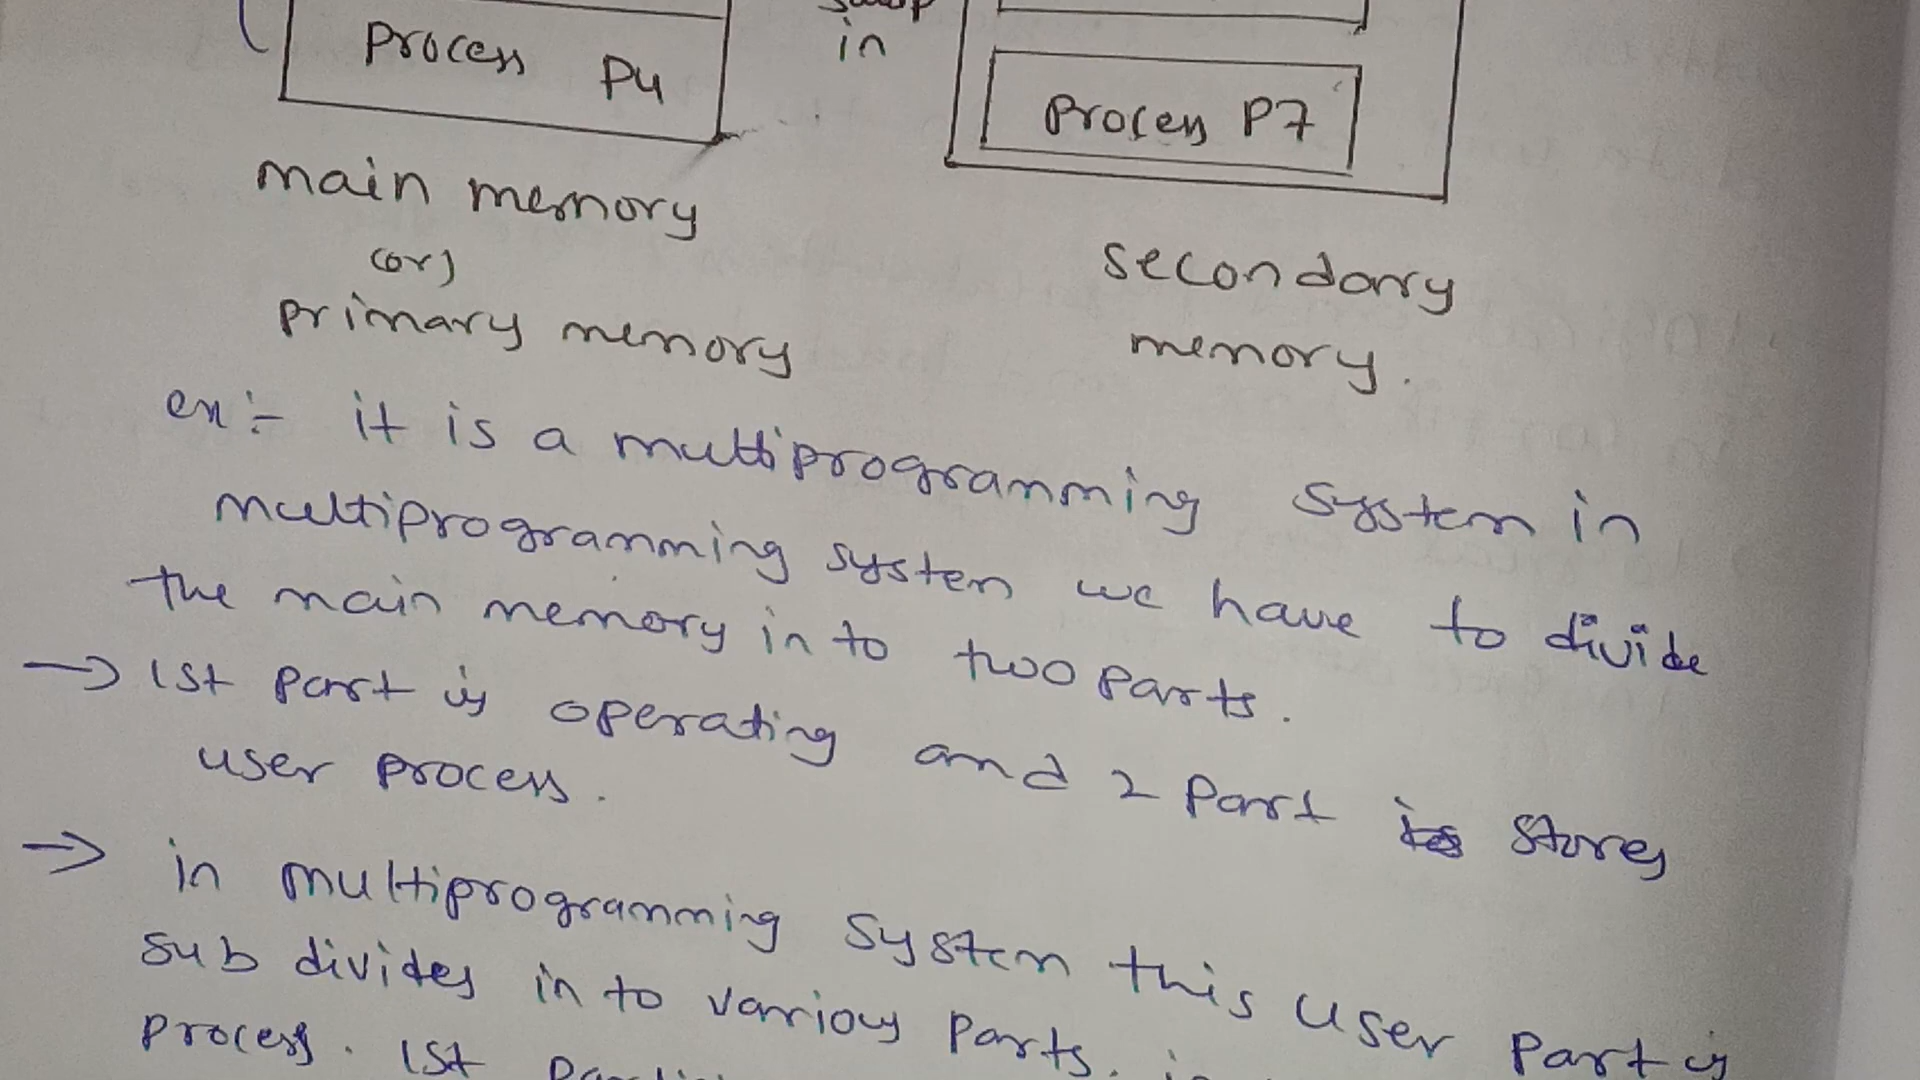 Process P4
swap
in
Process P7
main memory
(or)
primary memory
secondary
memory.
ex:- it is a multiprogramming system in
multiprogramming system we have to divide
the main memory in to two parts.
→ 1st part is operating and 2 part is stores
user process.
→ in multiprogramming system this user part is
sub divides in to various parts. in
process. 1st